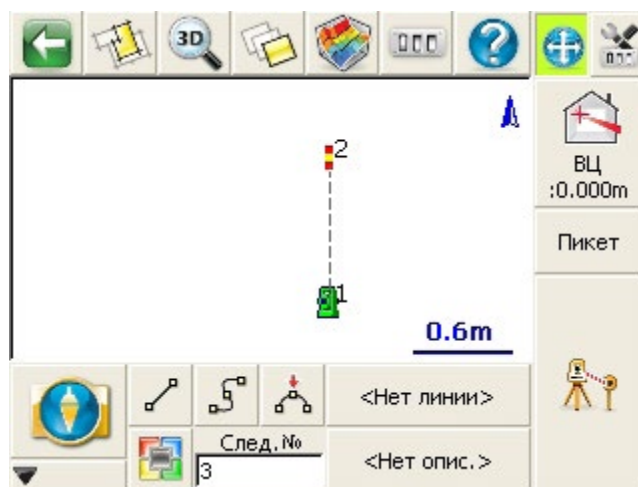 3D
2
1
0.6m
ВЦ
:0.000m
Пикет
<Нет линии>
След.№
3
<Нет опис.>